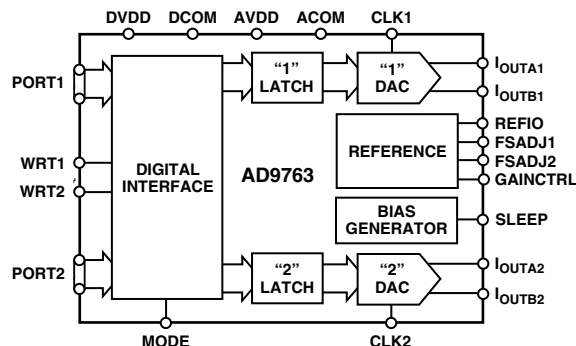 DVDD DCOM AVDD ACOM CLK1
PORT1
"1" LATCH
"1" DAC
IOUTA1
IOUTB1
REFIO
FSADJ1
FSADJ2
GAINCTRL
REFERENCE
WRT1
WRT2
DIGITAL INTERFACE
AD9763
BIAS GENERATOR
SLEEP
PORT2
"2" LATCH
"2" DAC
IOUTA2
IOUTB2
MODE
CLK2